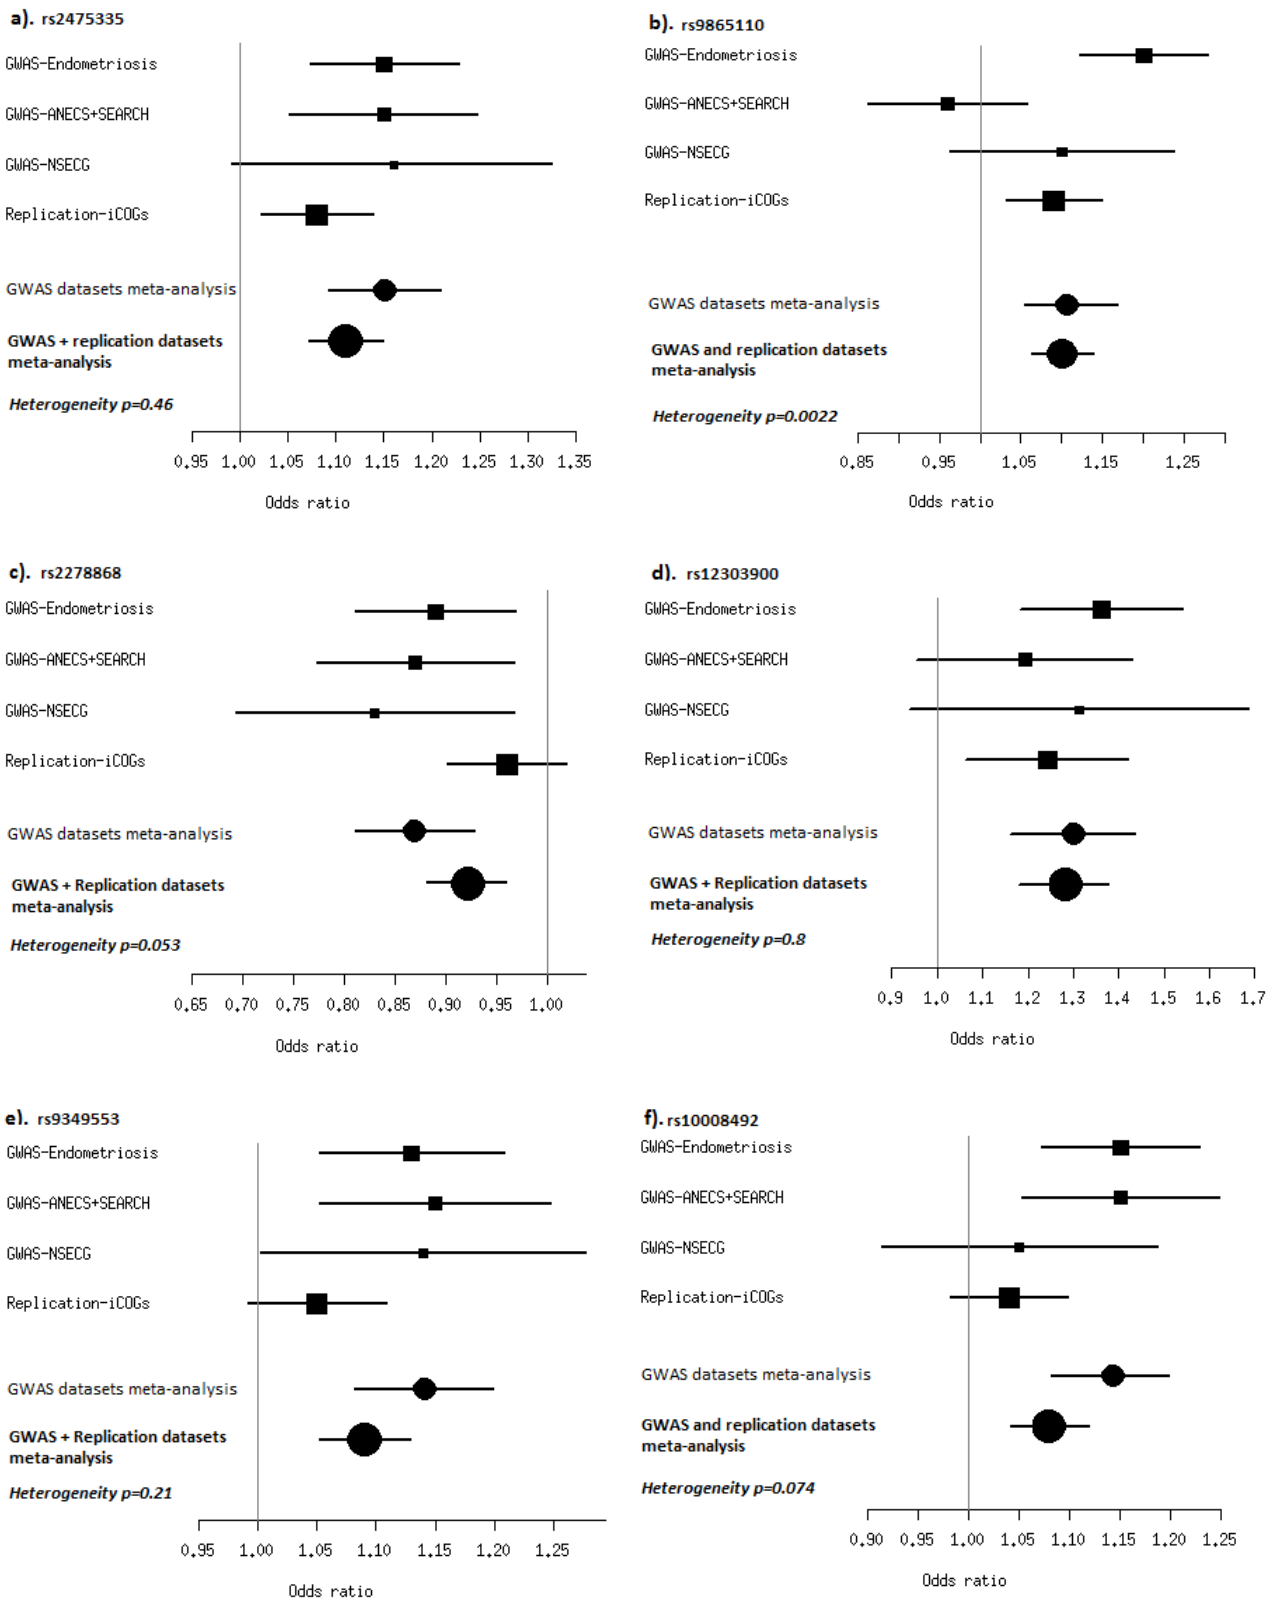 a). rs2475335
GWAS-Endometriosis
GWAS-ANECS+SEARCH
GWAS-NSECG
Replication-iCOGs
GWAS datasets meta-analysis
GWAS + replication datasets
meta-analysis
Heterogeneity p=0.46
0.95 1.00 1.05 1.10 1.15 1.20 1.25 1.30 1.35
Odds ratio
b). rs9865110
GWAS-Endometriosis
GWAS-ANECS+SEARCH
GWAS-NSECG
Replication-iCOGs
GWAS datasets meta-analysis
GWAS and replication datasets
meta-analysis
Heterogeneity p=0.0022
0.85 0.95 1.05 1.15 1.25
Odds ratio
c). rs2278868
GWAS-Endometriosis
GWAS-ANECS+SEARCH
GWAS-NSECG
Replication-iCOGs
GWAS datasets meta-analysis
GWAS + Replication datasets
meta-analysis
Heterogeneity p=0.053
0.65 0.70 0.75 0.80 0.85 0.90 0.95 1.00
Odds ratio
d). rs12303900
GWAS-Endometriosis
GWAS-ANECS+SEARCH
GWAS-NSECG
Replication-iCOGs
GWAS datasets meta-analysis
GWAS + Replication datasets
meta-analysis
Heterogeneity p=0.8
0.9 1.0 1.1 1.2 1.3 1.4 1.5 1.6 1.7
Odds ratio
e). rs9349553
GWAS-Endometriosis
GWAS-ANECS+SEARCH
GWAS-NSECG
Replication-iCOGs
GWAS datasets meta-analysis
GWAS + Replication datasets
meta-analysis
Heterogeneity p=0.21
0.95 1.00 1.05 1.10 1.15 1.20 1.25
Odds ratio
f). rs10008492
GWAS-Endometriosis
GWAS-ANECS+SEARCH
GWAS-NSECG
Replication-iCOGs
GWAS datasets meta-analysis
GWAS and replication datasets
meta-analysis
Heterogeneity p=0.074
0.90 1.00 1.05 1.10 1.15 1.20 1.25
Odds ratio